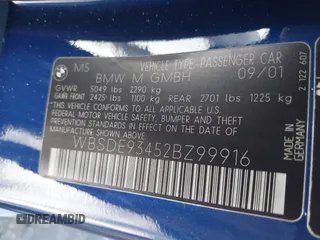 M5 VEHICLE TYPE-PASSENGER CAR
BMW M GMBH 09/01
GVWR 5049 lbs 2290 kg
GAWR FRONT 2425 lbs 1100 kg REAR 2701 lbs 1225 kg
THIS VEHICLE CONFORMS TO ALL APPLICABLE
FEDERAL MOTOR VEHICLE SAFETY, BUMPER, AND
THEFT PREVENTION STANDARDS IN EFFECT ON THE
DATE OF MANUFACTURE SHOWN ABOVE.
WBSDE93452BZ99916
2 122 607
MADE IN
GERMANY
DREAMBID